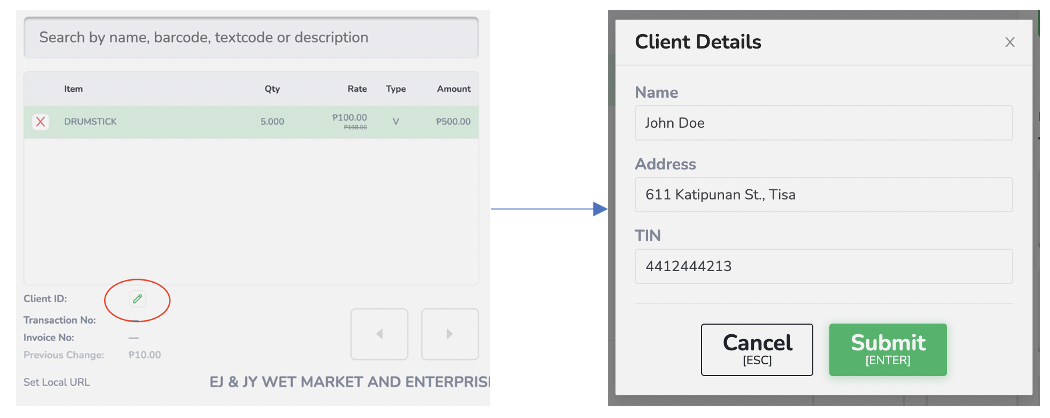 Search by name, barcode, textcode or description
Item Qty Rate Type Amount
X DRUMSTICK 5.000 ₱100.00 V ₱500.00
₱100.00
Client ID:
Transaction No: —
Invoice No: —
Previous Change: ₱10.00
Set Local URL EJ & JY WET MARKET AND ENTERPRIS
Client Details X
Name
John Doe
Address
611 Katipunan St., Tisa
TIN
4412444213
Cancel
[ESC]
Submit
[ENTER]